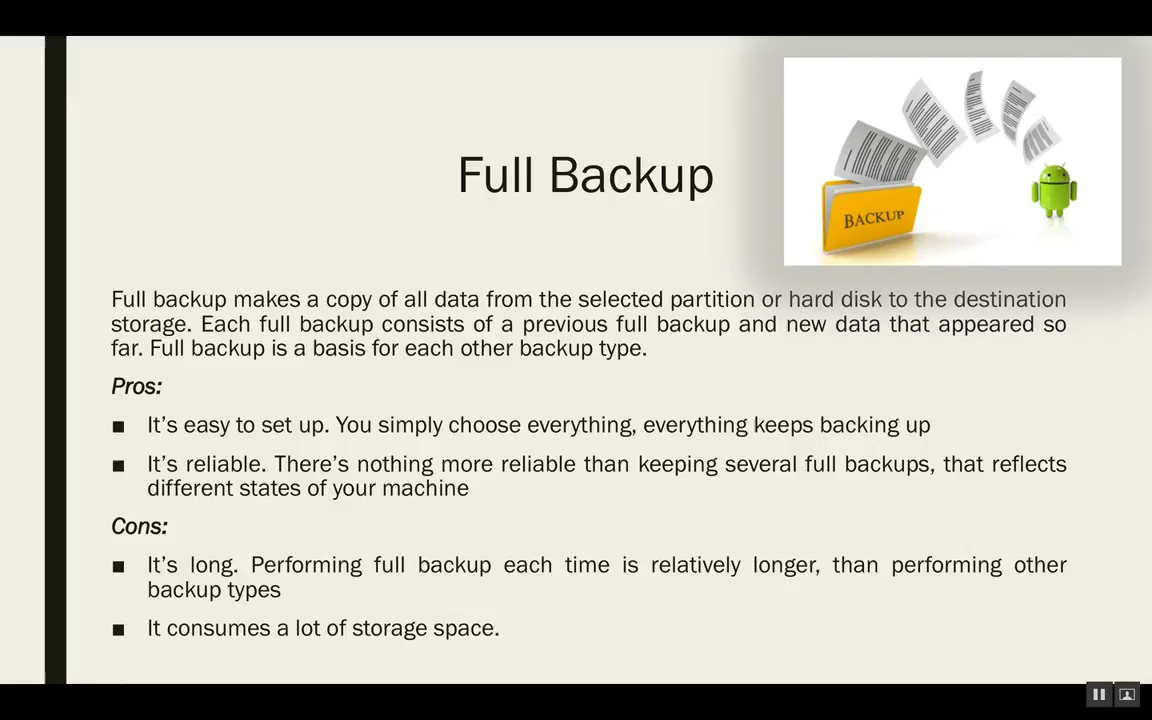 Full Backup
BACKUP
Full backup makes a copy of all data from the selected partition or hard disk to the destination
storage. Each full backup consists of a previous full backup and new data that appeared so
far. Full backup is a basis for each other backup type.
Pros:
■ It's easy to set up. You simply choose everything, everything keeps backing up
■ It's reliable. There's nothing more reliable than keeping several full backups, that reflects
different states of your machine
Cons:
■ It's long. Performing full backup each time is relatively longer, than performing other
backup types
■ It consumes a lot of storage space.